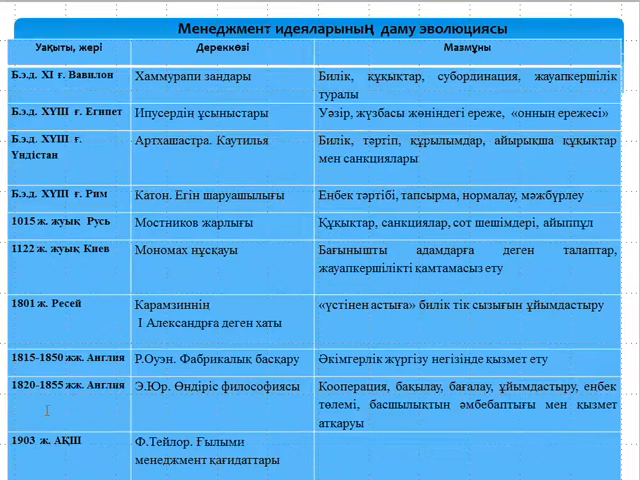 Менеджмент идеяларының даму эволюциясы
Уақыты, жері Дереккөзі Мазмұны
Б.э.д. XI ғ. Вавилон Хаммурапи заңдары Билік, құқықтар, субординация, жауапкершілік
туралы
Б.э.д. ХҮІІІ ғ. Египет Ипусердің ұсыныстары Уәзір, жүзбасы жөніндегі ереже, «оннын ережесі»
Б.э.д. ХҮІІІ ғ. Артхашастра. Каутилья Билік, тәртіп, құрылымдар, айырықша құқықтар
Үндістан мен санкциялары
Б.э.д. ХҮІІІ ғ. Рим Катон. Егін шаруашылығы Еңбек тәртібі, тапсырма, нормалау, мәжбүрлеу
1015 ж. жуық Русь Мостников жарлығы Құқықтар, санкциялар, сот шешімдері, айыппұл
1122 ж. жуық Киев Мономах нұсқауы Бағынышты адамдарға деген талаптар,
жауапкершілікті қамтамасыз ету
1801 ж. Ресей Карамзиннің «үстінен астыға» билік тік сызығын ұйымдастыру
І Александрға деген хаты
1815-1850 жж. Англия Р.Оуэн. Фабрикалық басқару Әкімгерлік жүргізу негізінде қызмет ету
1820-1855 жж. Англия Э.Юр. Өндіріс философиясы Кооперация, бақылау, бағалау, ұйымдастыру, еңбек
төлемі, басшылықтың әмбебаптығы мен қызмет
атқаруы
1903 ж. АҚШ Ф.Тейлор. Ғылыми
менеджмент қағидаттары